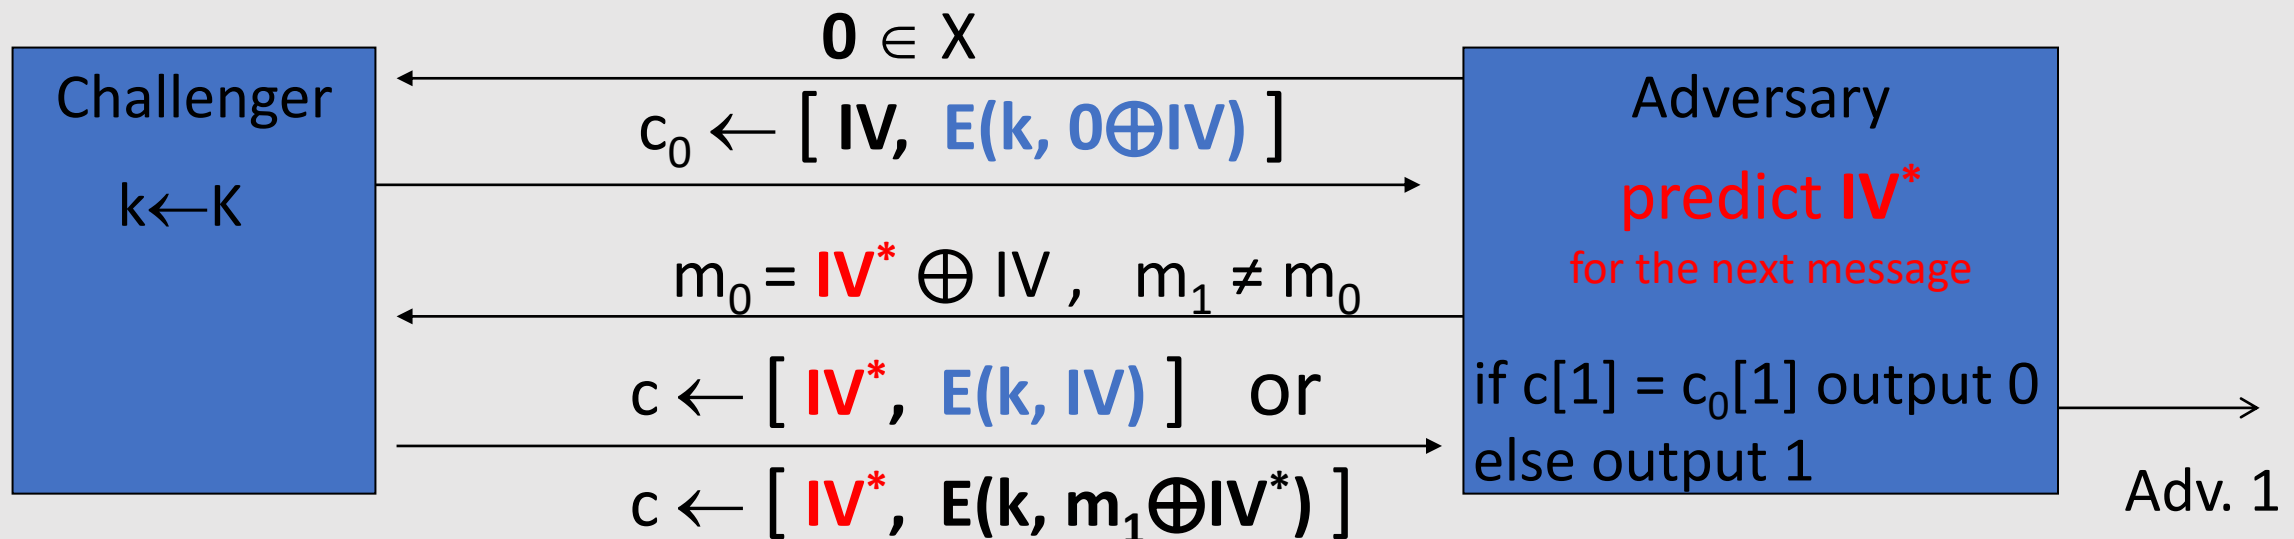 0 ∈ X
Challenger
k←K
c₀ ← [ IV, E(k, 0⊕IV) ]
Adversary
predict IV*
for the next message
m₀ = IV* ⊕ IV , m₁ ≠ m₀
c ← [ IV*, E(k, IV) ] or
c ← [ IV*, E(k, m₁⊕IV*) ]
if c[1] = c₀[1] output 0
else output 1
Adv. 1